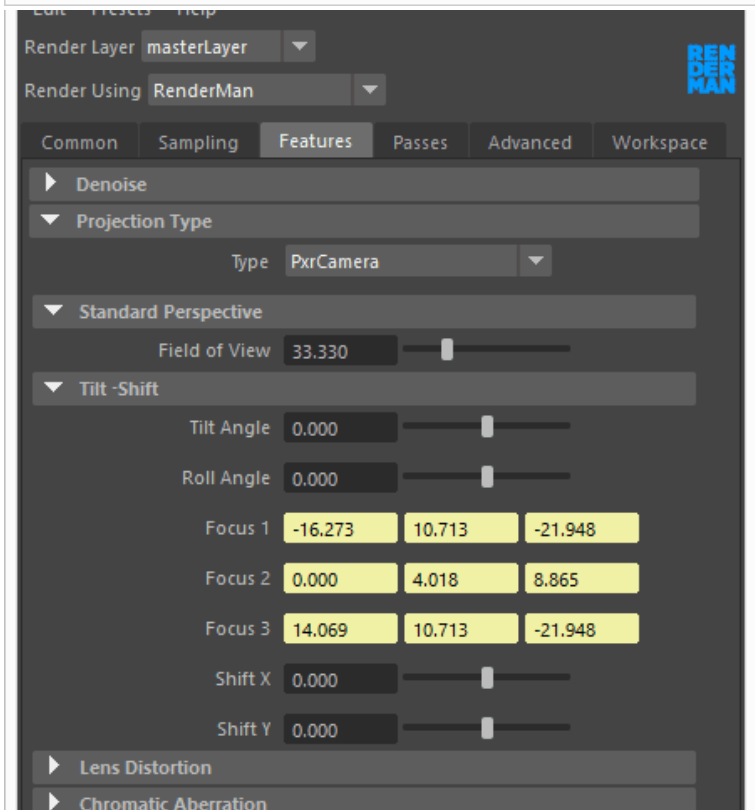 Edit Presets Help
Render Layer masterLayer
Render Using RenderMan
REN
DER
MAN
Common Sampling Features Passes Advanced Workspace
Denoise
Projection Type
Type PxrCamera
Standard Perspective
Field of View 33.330
Tilt -Shift
Tilt Angle 0.000
Roll Angle 0.000
Focus 1 -16.273 10.713 -21.948
Focus 2 0.000 4.018 8.865
Focus 3 14.069 10.713 -21.948
Shift X 0.000
Shift Y 0.000
Lens Distortion
Chromatic Aberration